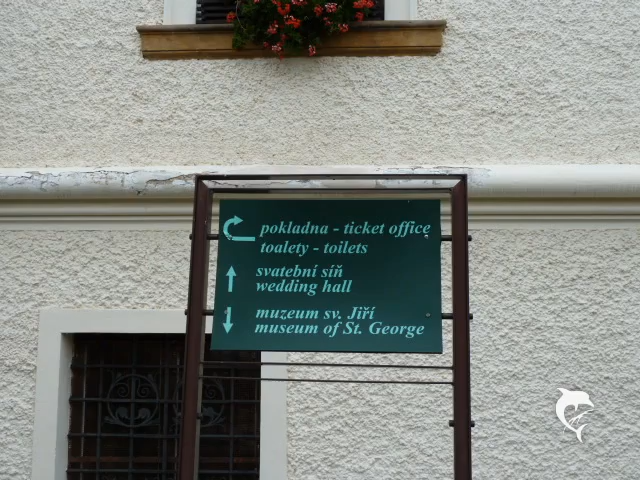 pokladna - ticket office
toalety - toilets
svatební síň
wedding hall
muzeum sv. Jiří
museum of St. George